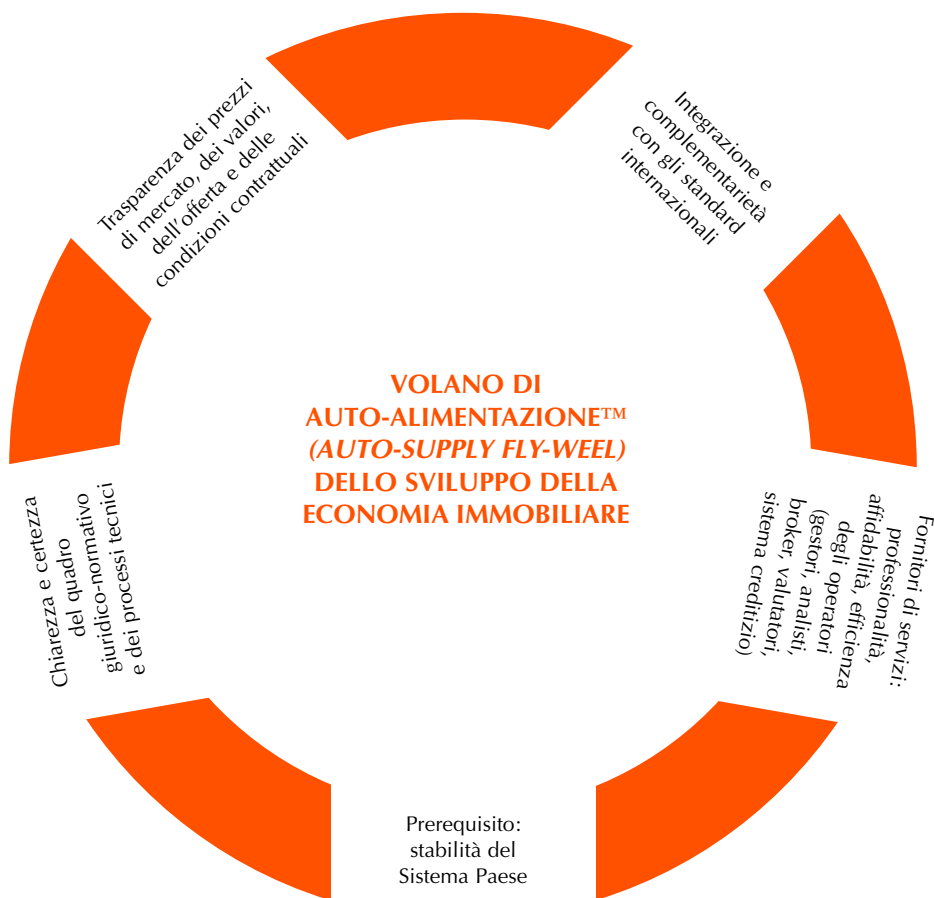 Trasparenza dei prezzi
di mercato, dei valori,
dell'offerta e delle
condizioni contrattuali
Integrazione e
complementarietà
con gli standard
internazionali
VOLANO DI
AUTO-ALIMENTAZIONE™
(AUTO-SUPPLY FLY-WEEL)
DELLO SVILUPPO DELLA
ECONOMIA IMMOBILIARE
Chiarezza e certezza
del quadro
giuridico-normativo
e dei processi tecnici
Fornitori di servizi:
professionalità,
affidabilità, efficienza
degli operatori
(gestori, analisti,
broker, valutatori,
sistema creditizio)
Prerequisito:
stabilità del
Sistema Paese